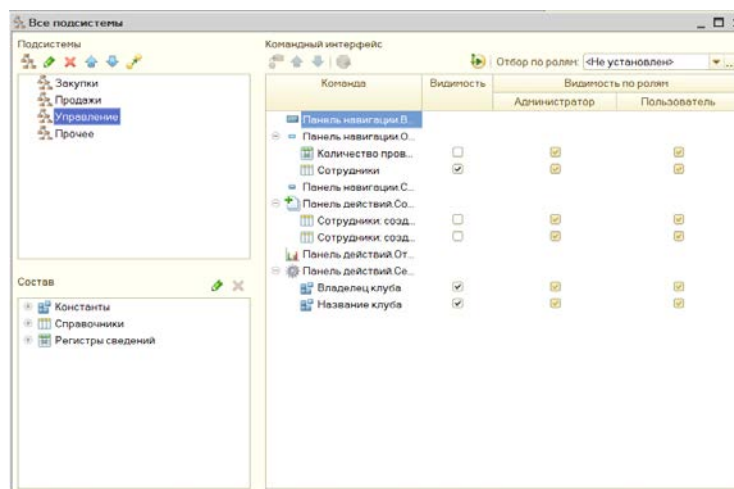 Все подсистемы
Подсистемы
Закупки
Продажи
Управление
Прочее
Состав
Константы
Справочники
Регистры сведений
Командный интерфейс
Отбор по ролям: <Не установлен>
Команда Видимость Видимость по ролям
Администратор Пользователь
Панель навигации.В...
Панель навигации.О...
Количество пров...
Сотрудники
Панель навигации.С...
Панель действий.Со...
Сотрудники: созд...
Сотрудники: созд...
Панель действий.От...
Панель действий.Се...
Владелец клуба
Название клуба